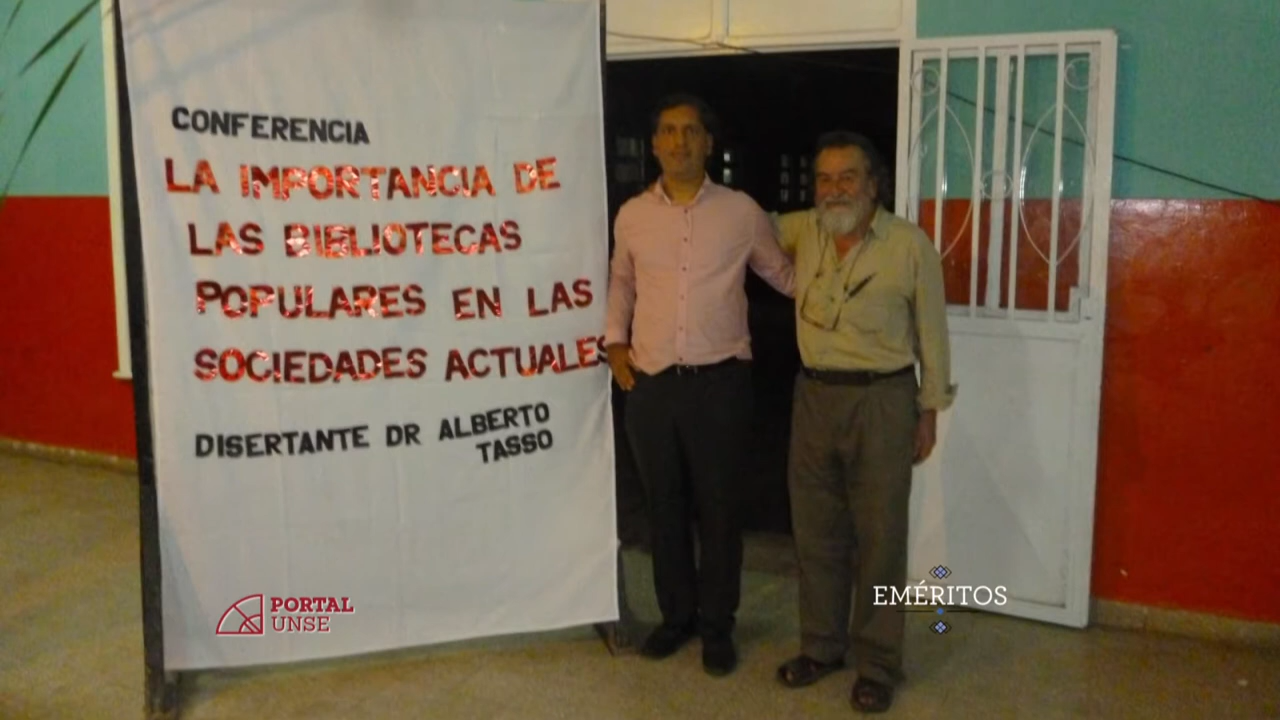 CONFERENCIA
LA IMPORTANCIA DE
LAS BIBLIOTECAS
POPULARES EN LAS
SOCIEDADES ACTUALES
DISERTANTE DR ALBERTO
TASSO
PORTAL
UNSE
EMÉRITOS